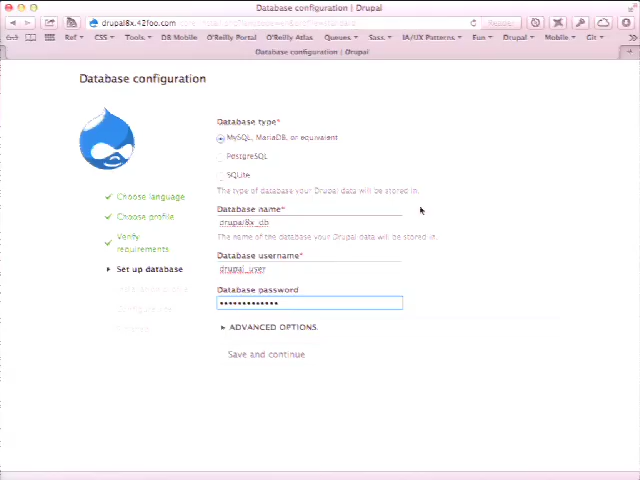 Database configuration | Drupal
drupal8x.42foo.com
Reader
Ref CSS Tools DB Mobile O'Reilly Portal O'Reilly Atlas Queues Sass IA/UX Patterns Fun Drupal Mobile Git
Database configuration | Drupal
Database configuration
Choose language
Choose profile
Verify
requirements
Set up database
Database type*
MySQL, MariaDB, or equivalent
PostgreSQL
SQLite
The type of database your Drupal data will be stored in.
Database name*
drupal8x_db
The name of the database your Drupal data will be stored in.
Database username*
drupal_user
Database password
•••••••••••••
ADVANCED OPTIONS
Save and continue